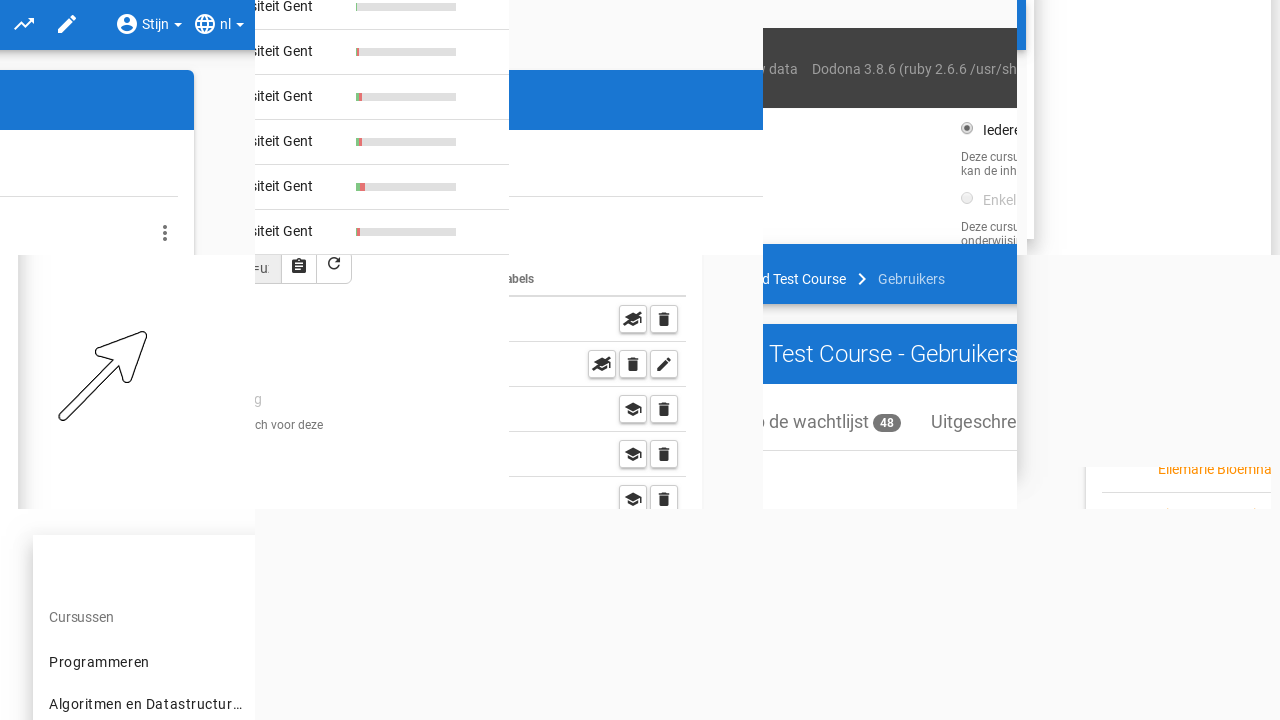 Stijn nl
siteit Gent
siteit Gent
siteit Gent
siteit Gent
siteit Gent
siteit Gent
data Dodona 3.8.6 (ruby 2.6.6 /usr/sh
Iedere
Deze cursu
kan de inh
Enkel
Deze cursu
onderwijsi
=u
g
ch voor deze
abels
d Test Course Gebruikers
Test Course - Gebruikers
de wachtlijst 48 Uitgeschre
Ellemarie Bloemha
Cursussen
Programmeren
Algoritmen en Datastructur...